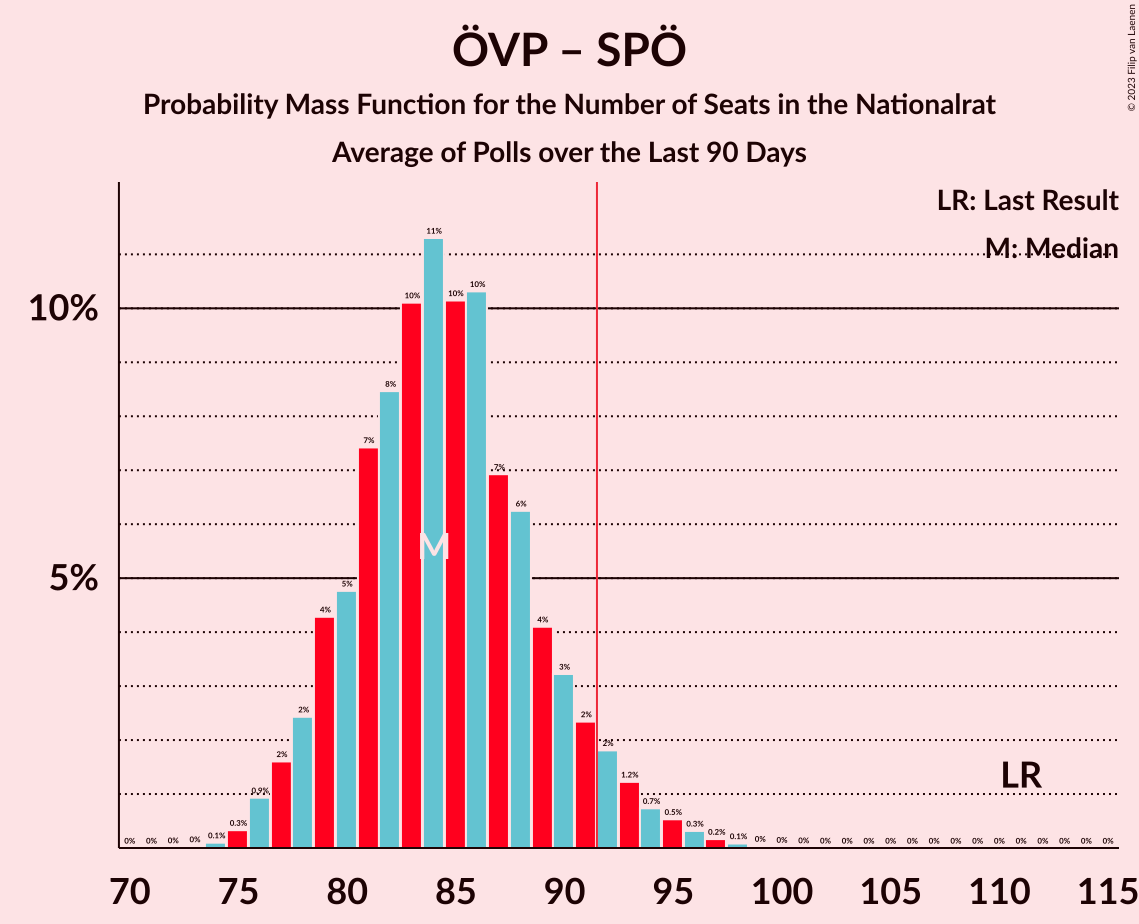 ÖVP – SPÖ
Probability Mass Function for the Number of Seats in the Nationalrat
Average of Polls over the Last 90 Days
© 2023 Filip van Laenen
LR: Last Result
M: Median
10%
5%
0% 0% 0% 0% 0.1% 0.3% 0.9% 2% 2% 4% 5% 7% 8% 10% 11% 10% 10% 7% 6% 4% 3% 2% 2% 1.2% 0.7% 0.5% 0.3% 0.2% 0.1% 0% 0% 0% 0% 0% 0% 0% 0% 0% 0% 0% 0% 0% 0% 0% 0% 0%
M
LR
70 75 80 85 90 95 100 105 110 115